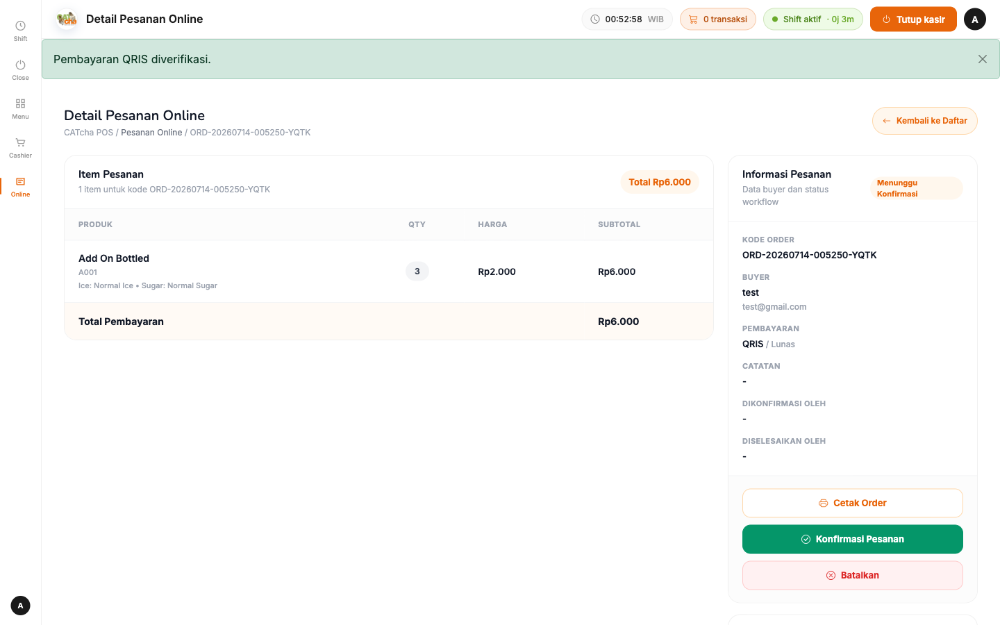 Detail Pesanan Online
00:52:58 WIB
0 transaksi
Shift aktif · 0j 3m
Tutup kasir
A
Shift
Close
Menu
Cashier
Online
A
Pembayaran QRIS diverifikasi.
Detail Pesanan Online
CATcha POS / Pesanan Online / ORD-20260714-005250-YQTK
Kembali ke Daftar
Item Pesanan
1 item untuk kode ORD-20260714-005250-YQTK
Total Rp6.000
PRODUK QTY HARGA SUBTOTAL
Add On Bottled
A001
Ice: Normal Ice • Sugar: Normal Sugar
3 Rp2.000 Rp6.000
Total Pembayaran Rp6.000
Informasi Pesanan
Data buyer dan status
workflow
Menunggu
Konfirmasi
KODE ORDER
ORD-20260714-005250-YQTK
BUYER
test
test@gmail.com
PEMBAYARAN
QRIS / Lunas
CATATAN
-
DIKONFIRMASI OLEH
-
DISELESAIKAN OLEH
-
Cetak Order
Konfirmasi Pesanan
Batalkan